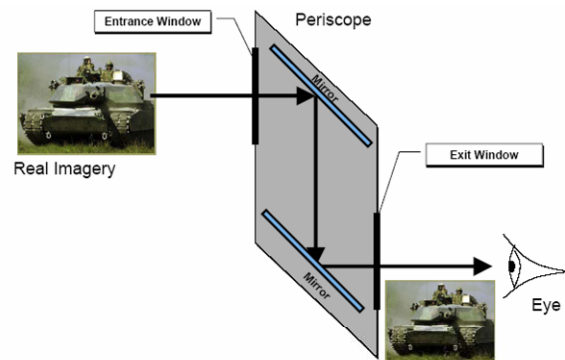 Periscope
Entrance Window
Mirror
Real Imagery
Exit Window
Mirror
Eye